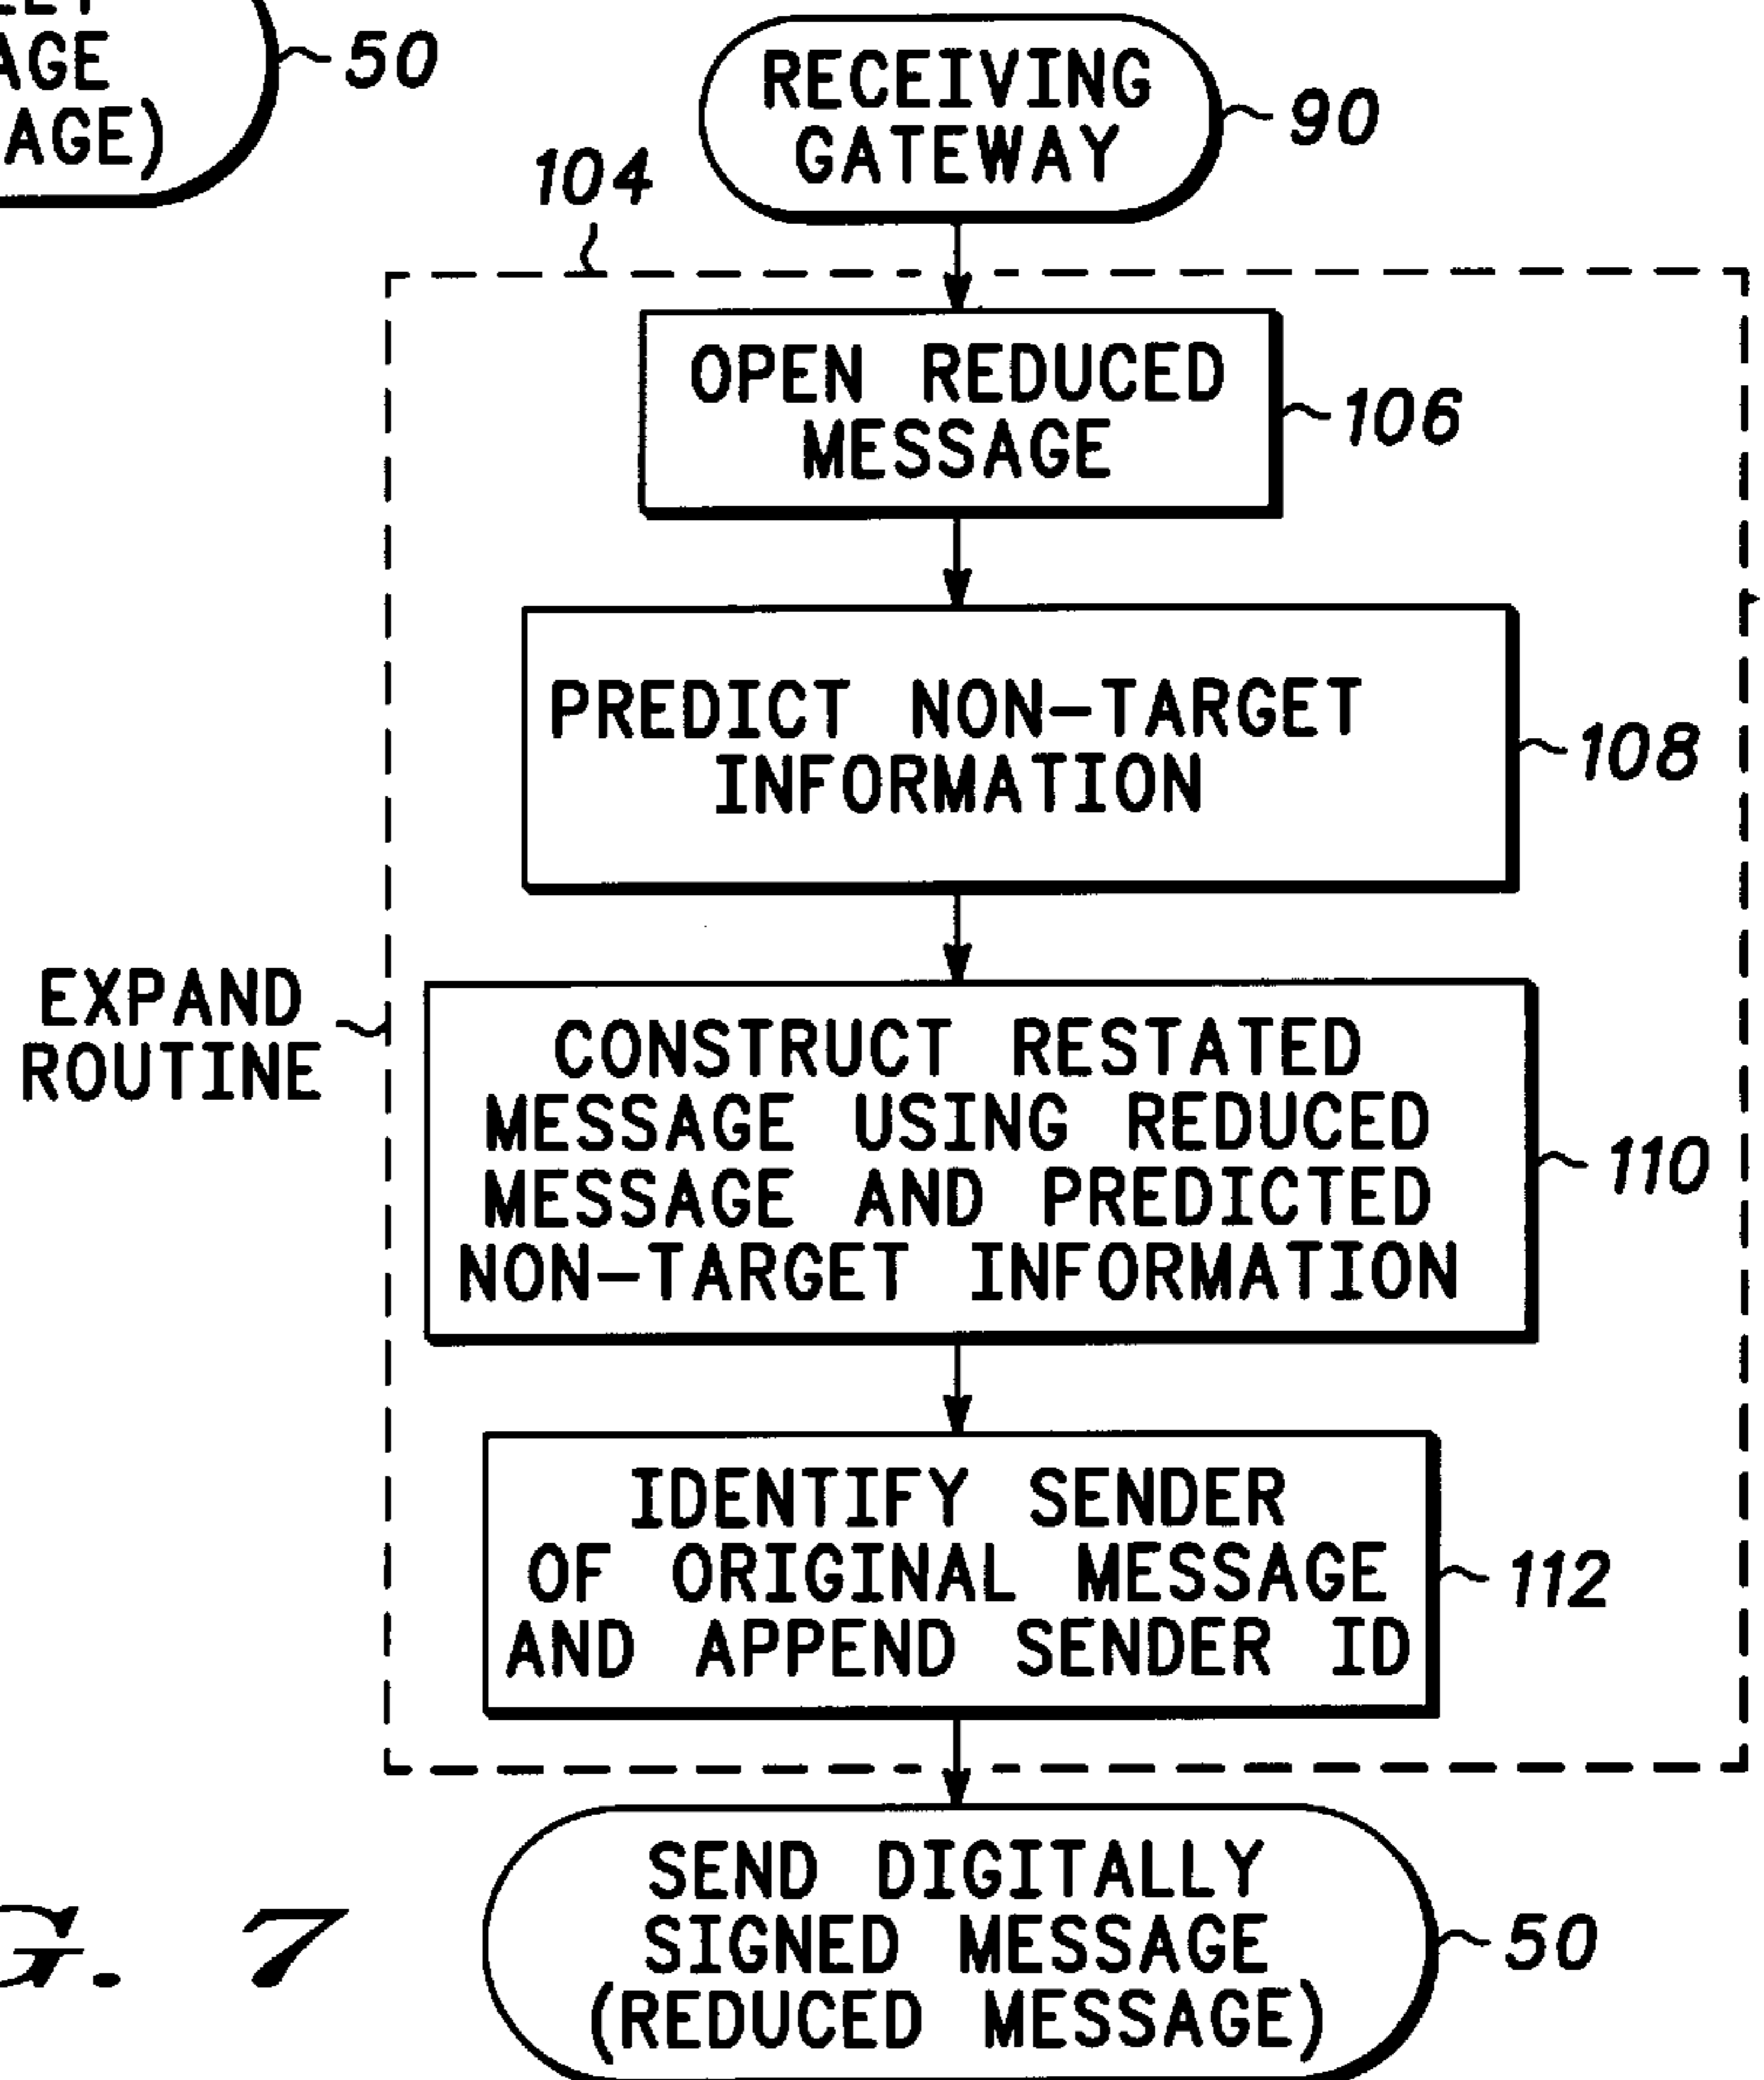 AGE
AGE)
50
RECEIVING
GATEWAY
90
104
OPEN REDUCED
MESSAGE
106
PREDICT NON-TARGET
INFORMATION
108
EXPAND
ROUTINE
CONSTRUCT RESTATED
MESSAGE USING REDUCED
MESSAGE AND PREDICTED
NON-TARGET INFORMATION
110
IDENTIFY SENDER
OF ORIGINAL MESSAGE
AND APPEND SENDER ID
112
SEND DIGITALLY
SIGNED MESSAGE
(REDUCED MESSAGE)
50
G. 7